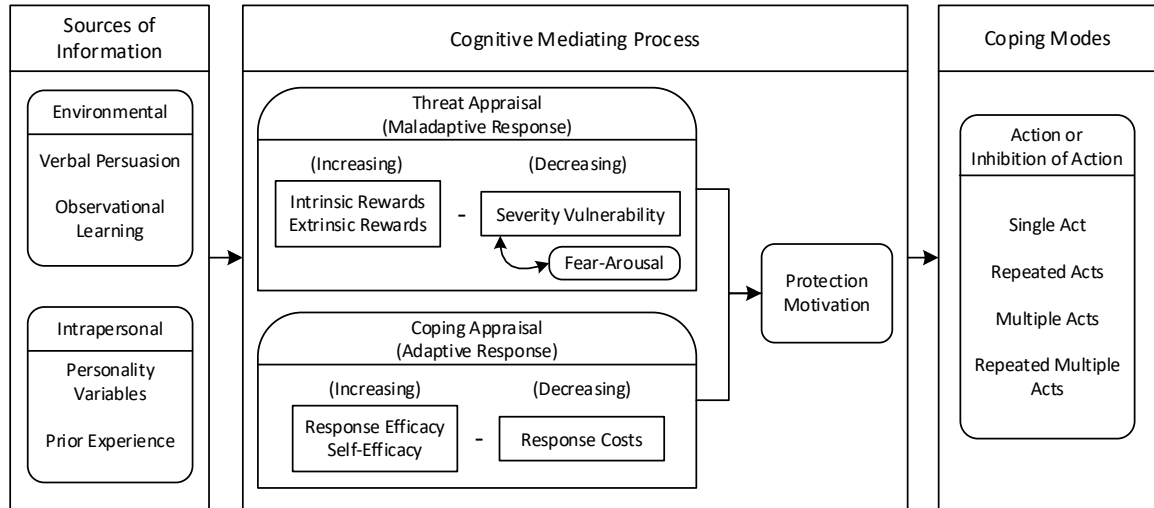 Sources of
Information
Environmental
Verbal Persuasion
Observational
Learning
Intrapersonal
Personality
Variables
Prior Experience
Cognitive Mediating Process
Threat Appraisal
(Maladaptive Response)
(Increasing)
(Decreasing)
Intrinsic Rewards
Extrinsic Rewards
-
Severity Vulnerability
Fear-Arousal
Coping Appraisal
(Adaptive Response)
(Increasing)
(Decreasing)
Response Efficacy
Self-Efficacy
-
Response Costs
Protection
Motivation
Coping Modes
Action or
Inhibition of Action
Single Act
Repeated Acts
Multiple Acts
Repeated Multiple
Acts